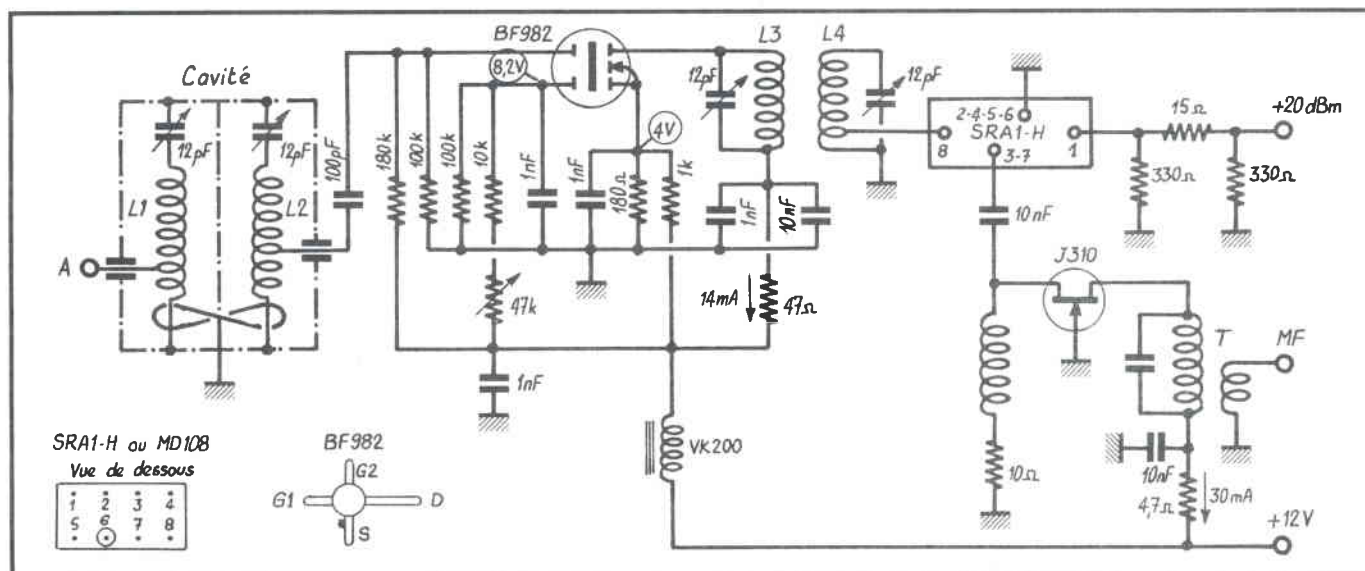 BF982
L3
L4
8,2V
Cavité
12pF
12pF
12pF
12pF
2-4-5-6
SRA1-H
8
1
3-7
15Ω
+20dBm
330Ω
330Ω
4V
100pF
180k
100k
100k
10k
1nF
1nF
180Ω
1k
1nF
10nF
10nF
L1
L2
A
47k
14mA
47Ω
J310
T
MF
1nF
VK200
10Ω
10nF
4,7Ω
30mA
+12V
SRA1-H ou MD108
Vue de dessous
1 2 3 4
5 6 7 8
BF982
G2
G1
D
S